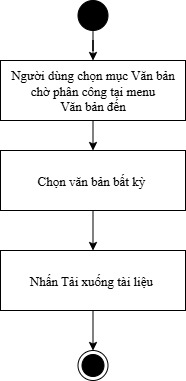 Người dùng chọn mục Văn bản
chờ phân công tại menu
Văn bản đến
Chọn văn bản bất kỳ
Nhấn Tải xuống tài liệu